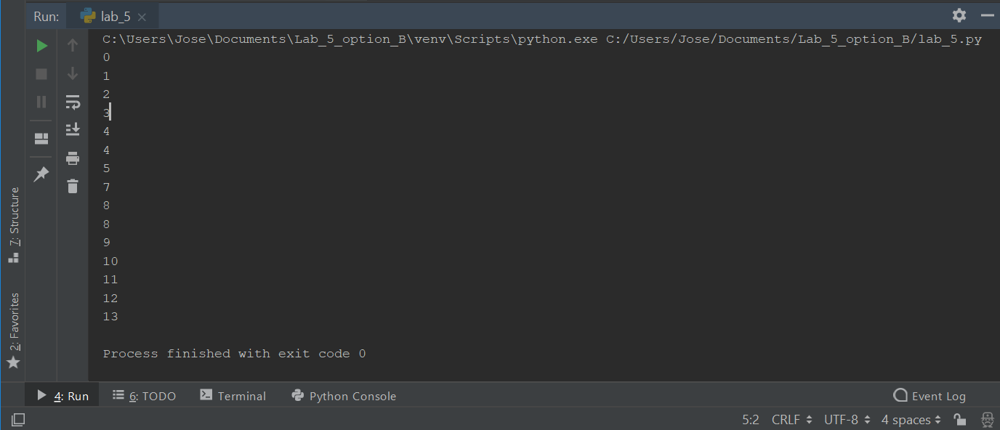 Run: lab_5
C:\Users\Jose\Documents\Lab_5_option_B\venv\Scripts\python.exe C:/Users/Jose/Documents/Lab_5_option_B/lab_5.py
0
1
2
3
4
4
5
7
8
8
9
10
11
12
13
Process finished with exit code 0
7: Structure
2: Favorites
4: Run 6: TODO Terminal Python Console Event Log
5:2 CRLF UTF-8 4 spaces